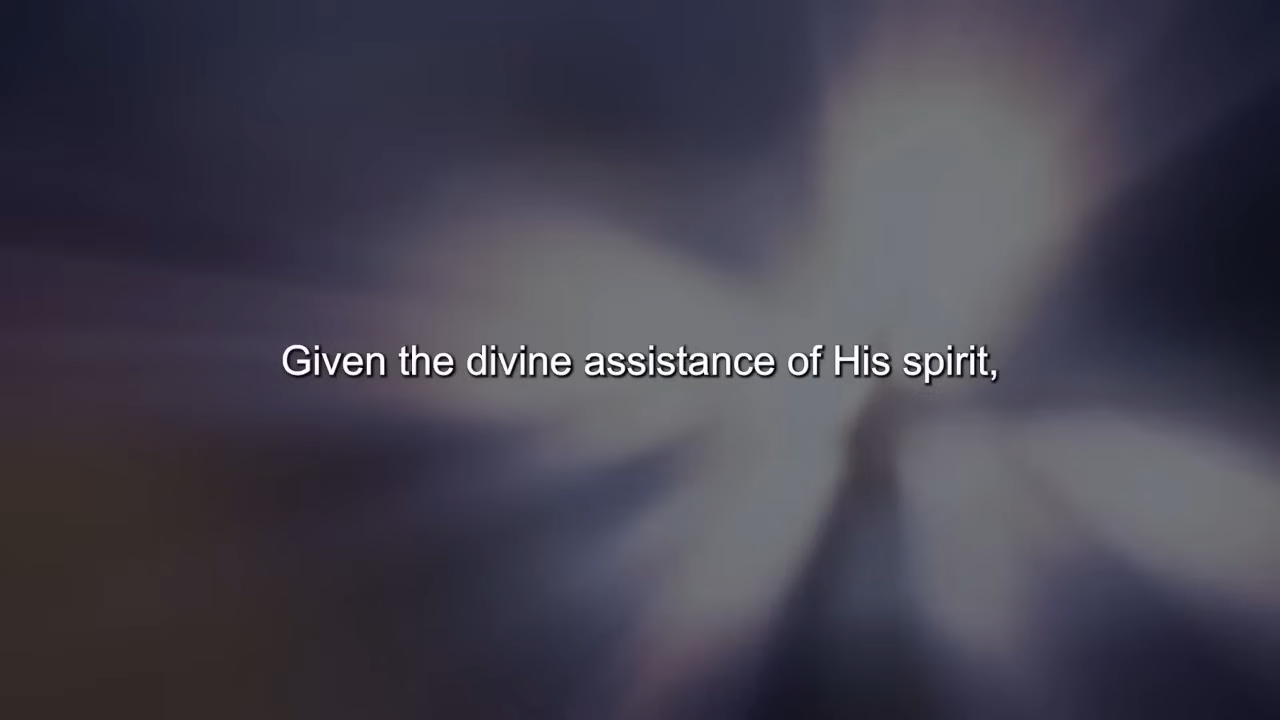 Given the divine assistance of His spirit,